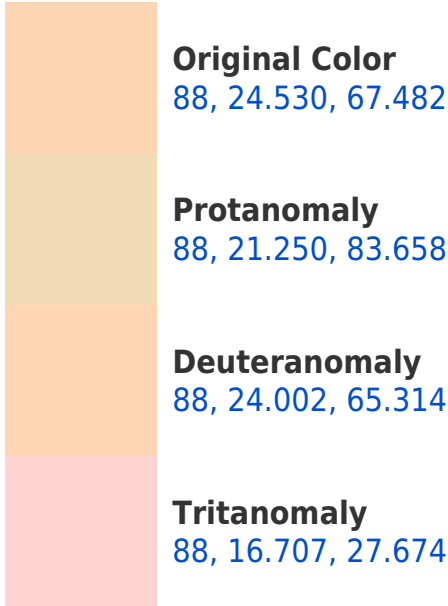 Original Color
88, 24.530, 67.482
Protanomaly
88, 21.250, 83.658
Deuteranomaly
88, 24.002, 65.314
Tritanomaly
88, 16.707, 27.674